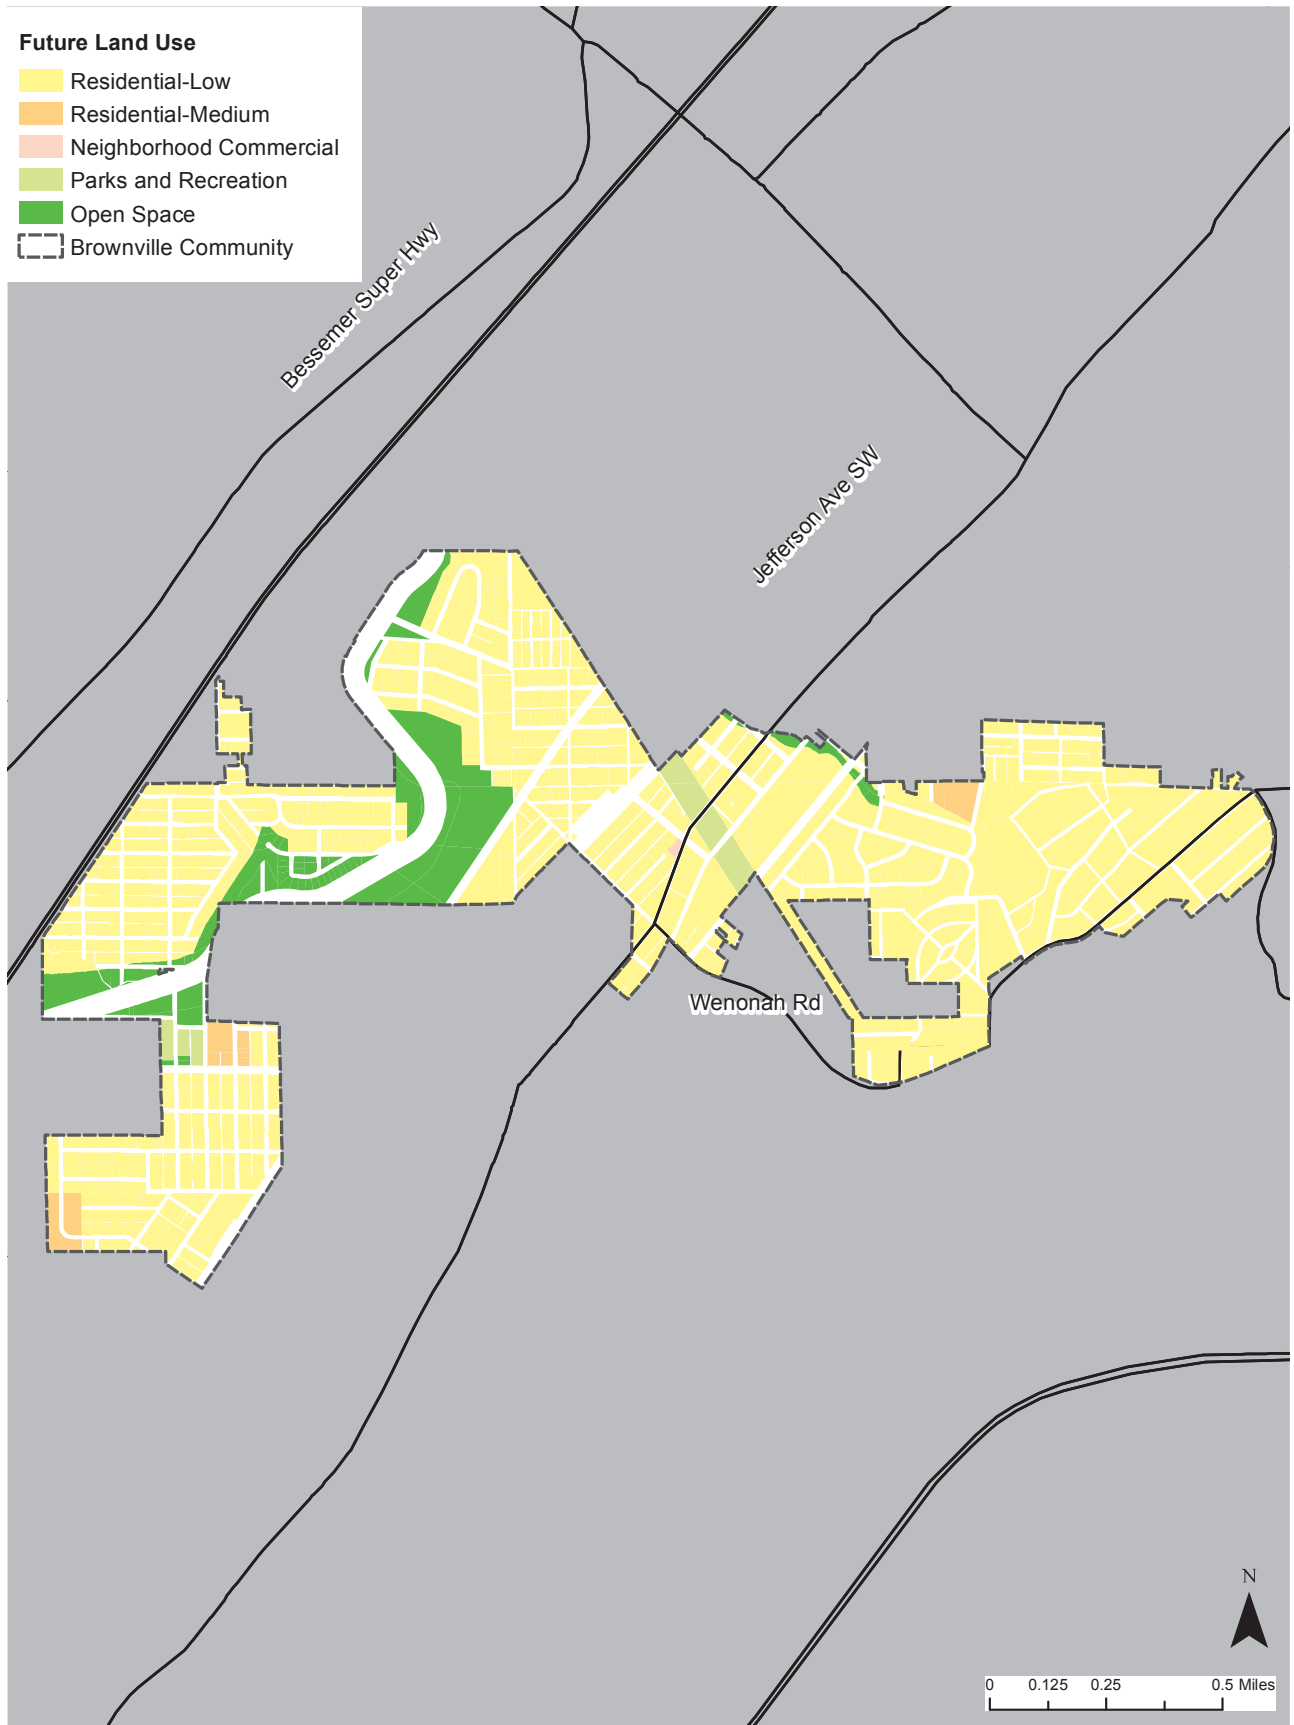 Future Land Use
Residential-Low
Residential-Medium
Neighborhood Commercial
Parks and Recreation
Open Space
Brownville Community
Bessemer Super Hwy
Jefferson Ave SW
Wenonah Rd
N
0 0.125 0.25 0.5 Miles